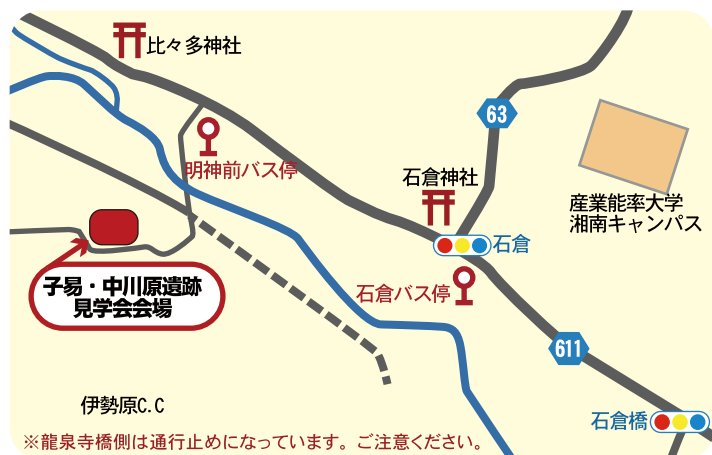 比々多神社
63
明神前バス停
石倉神社
産業能率大学
湘南キャンパス
石倉
子易・中川原遺跡
見学会会場
石倉バス停
611
伊勢原C.C
石倉橋
※龍泉寺橋側は通行止めになっています。ご注意ください。